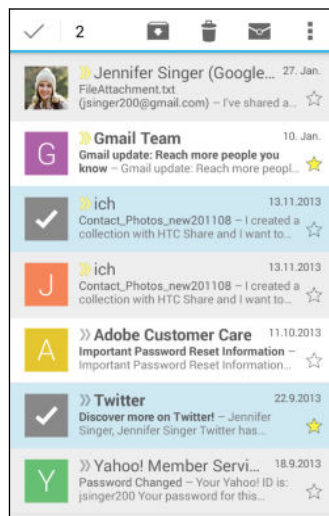 2
» Jennifer Singer (Google... 27. Jan.
FileAttachment.txt
(jsinger200@gmail.com) – I've shared a...
G
» Gmail Team 10. Jan.
Gmail update: Reach more people you
know – Gmail update: Reach more peopl...
» ich 13.11.2013
Contact_Photos_new201108 – I created a
collection with HTC Share and I want to...
J
» ich 13.11.2013
Contact_Photos_new201108 – I created a
collection with HTC Share and I want to...
A
» Adobe Customer Care 11.10.2013
Important Password Reset Information –
Important Password Reset Informatio...
» Twitter 22.9.2013
Discover more on Twitter! – Jennifer
Singer, Jennifer Singer Twitter has...
Y
» Yahoo! Member Servi... 18.9.2013
Password Changed – Your Yahoo! ID is:
jsinger200 Your password for this...